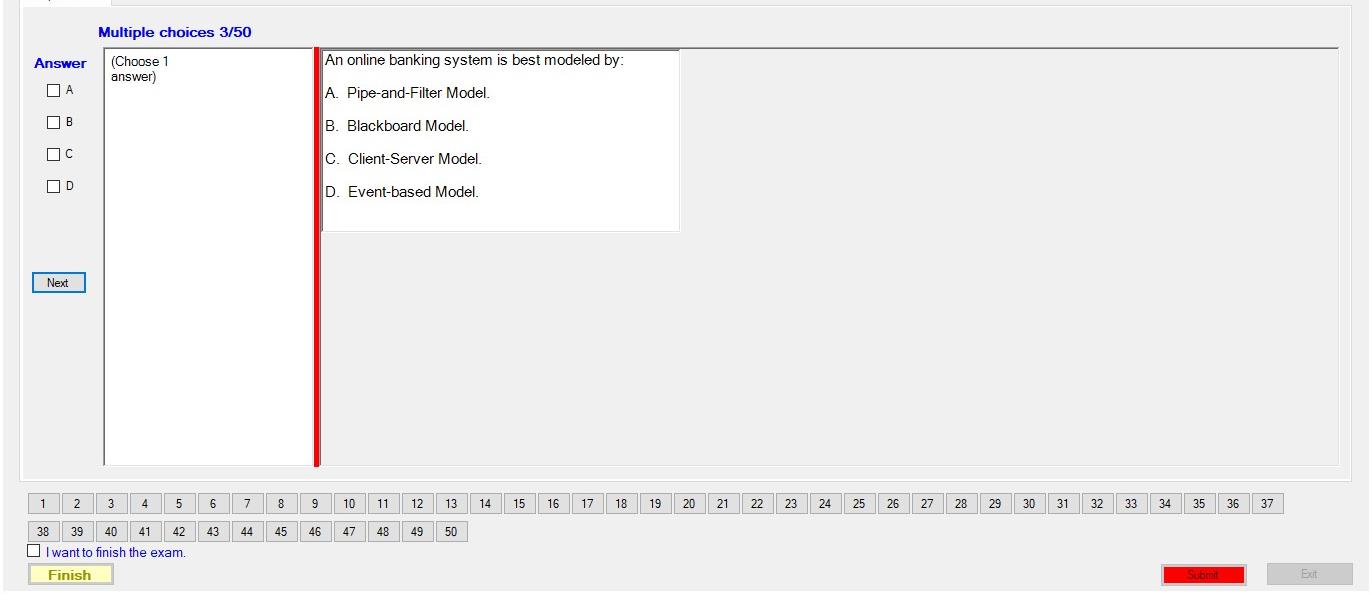 Multiple choices 3/50
Answer
(Choose 1
answer)
An online banking system is best modeled by:
A
A. Pipe-and-Filter Model.
B
B. Blackboard Model.
C
C. Client-Server Model.
D
D. Event-based Model.
Next
1 2 3 4 5 6 7 8 9 10 11 12 13 14 15 16 17 18 19 20 21 22 23 24 25 26 27 28 29 30 31 32 33 34 35 36 37
38 39 40 41 42 43 44 45 46 47 48 49 50
I want to finish the exam.
Finish
Submit
Exit